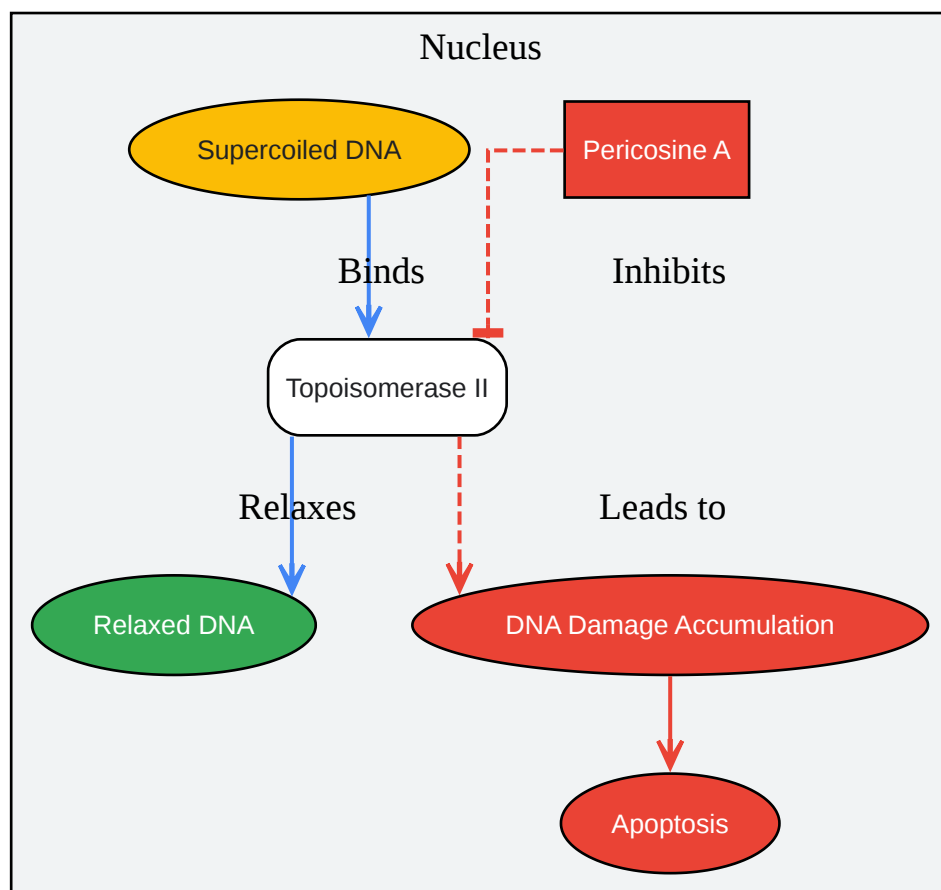 Nucleus
Supercoiled DNA
Pericosine A
Binds
Inhibits
Topoisomerase II
Relaxes
Leads to
Relaxed DNA
DNA Damage Accumulation
Apoptosis